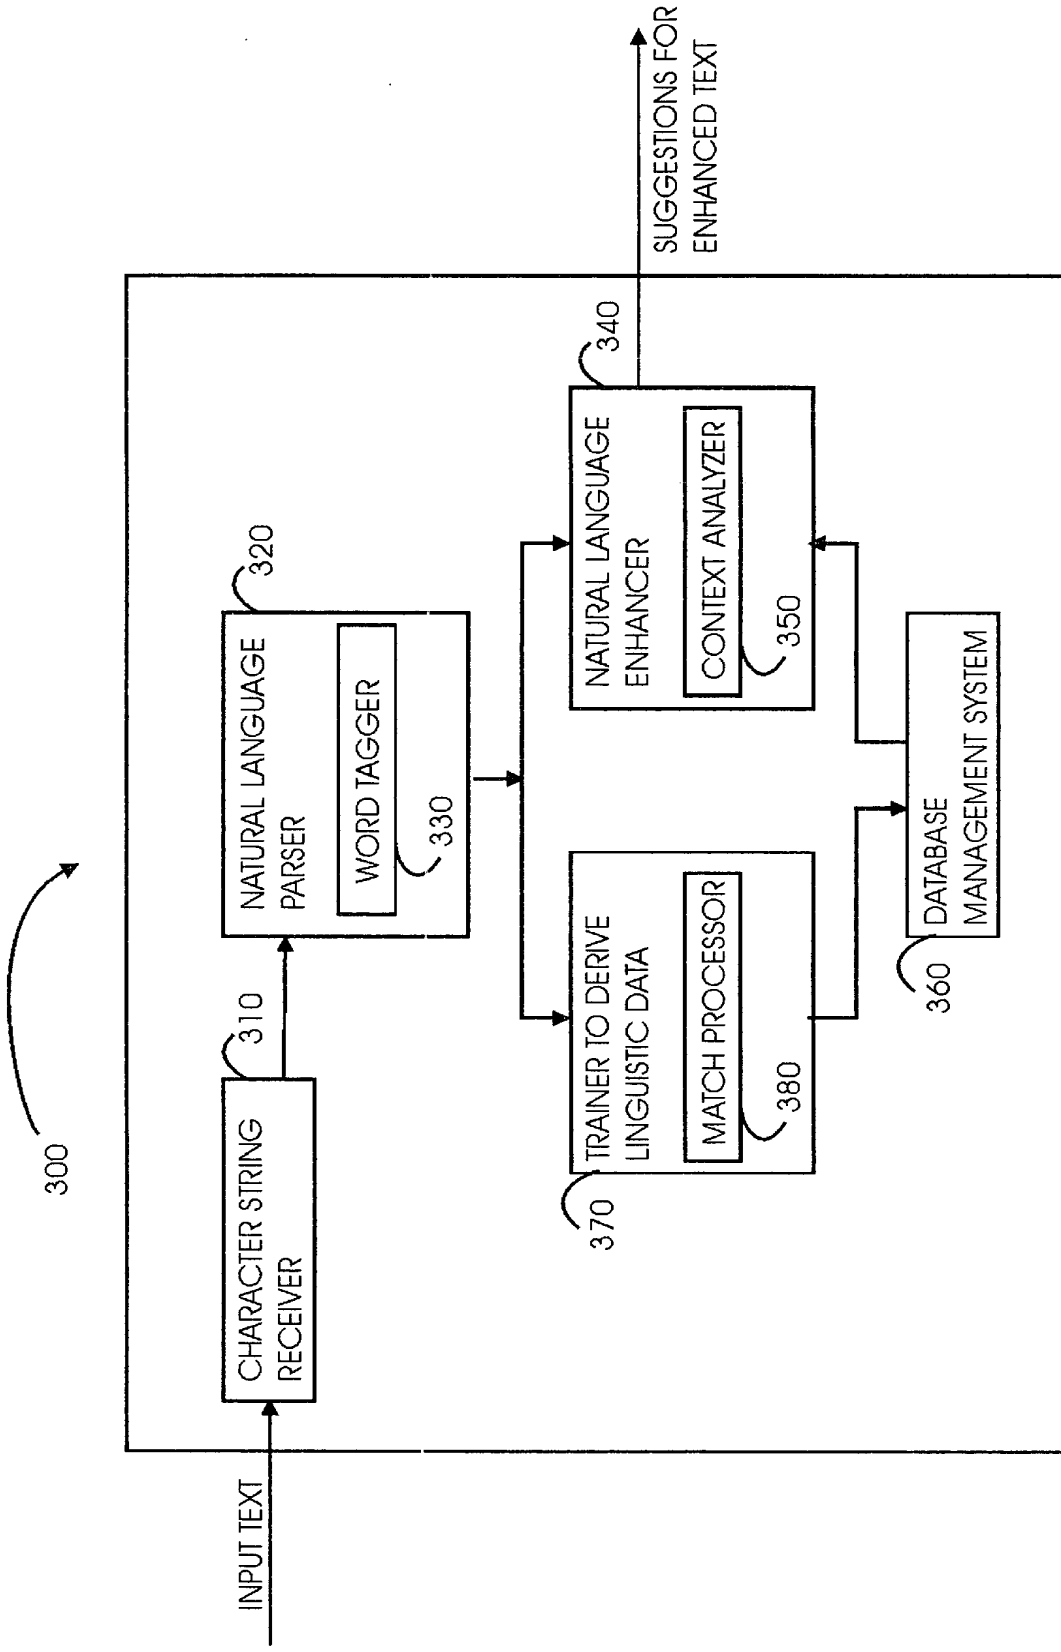 300
INPUT TEXT
CHARACTER STRING
RECEIVER
310
NATURAL LANGUAGE
PARSER
320
WORD TAGGER
330
TRAINER TO DERIVE
LINGUISTIC DATA
370
MATCH PROCESSOR
380
NATURAL LANGUAGE
ENHANCER
340
CONTEXT ANALYZER
350
SUGGESTIONS FOR
ENHANCED TEXT
360
DATABASE
MANAGEMENT SYSTEM